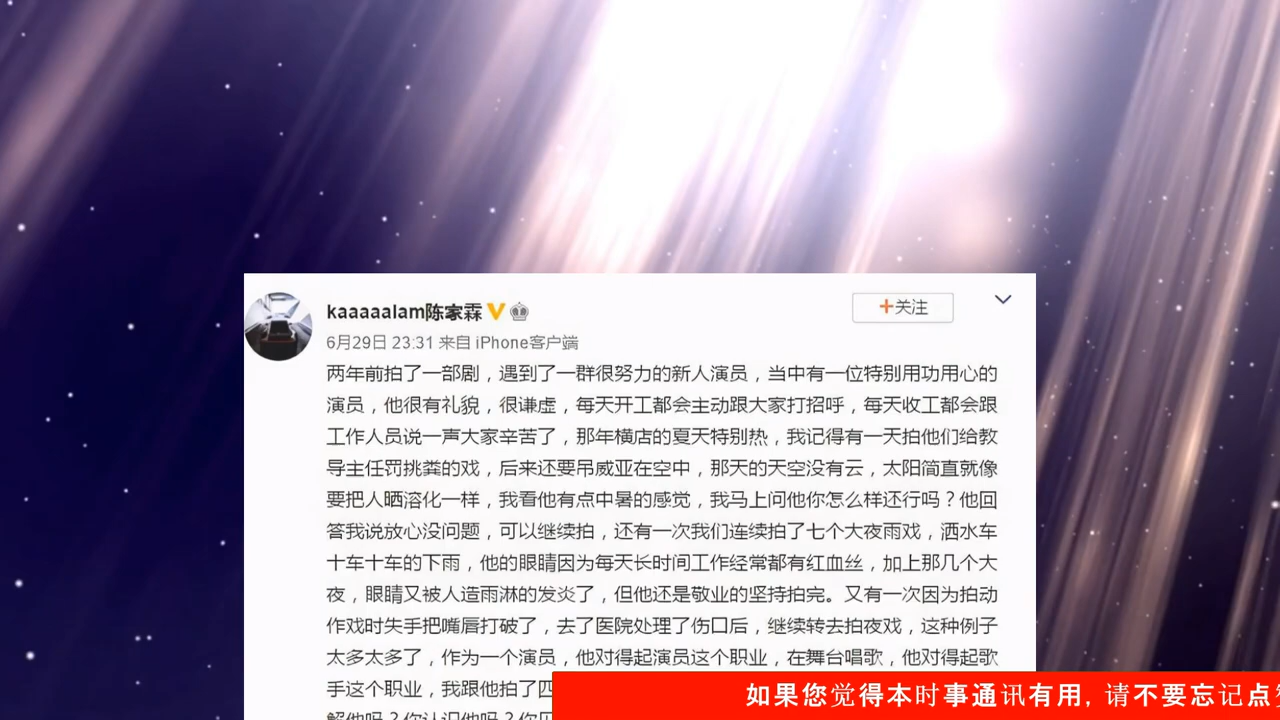 kaaaaalam陈家霖
+关注
6月29日 23:31 来自 iPhone客户端
两年前拍了一部剧，遇到了一群很努力的新人演员，当中有一位特别用功用心的
演员，他很有礼貌，很谦虚，每天开工都会主动跟大家打招呼，每天收工都会跟
工作人员说一声大家辛苦了，那年横店的夏天特别热，我记得有一天拍他们给教
导主任罚挑粪的戏，后来还要吊威亚在空中，那天的天空没有云，太阳简直就像
要把人晒溶化一样，我看他有点中暑的感觉，我马上问他你怎么样还行吗？他回
答我说放心没问题，可以继续拍，还有一次我们连续拍了七个大夜雨戏，洒水车
十车十车的下雨，他的眼睛因为每天长时间工作经常都有红血丝，加上那几个大
夜，眼睛又被人造雨淋的发炎了，但他还是敬业的坚持拍完。又有一次因为拍动
作戏时失手把嘴唇打破了，去了医院处理了伤口后，继续转去拍夜戏，这种例子
太多太多了，作为一个演员，他对得起演员这个职业，在舞台唱歌，他对得起歌
手这个职业，我跟他拍了四
解他吗？你认识他吗？你
如果您觉得本时事通讯有用, 请不要忘记点